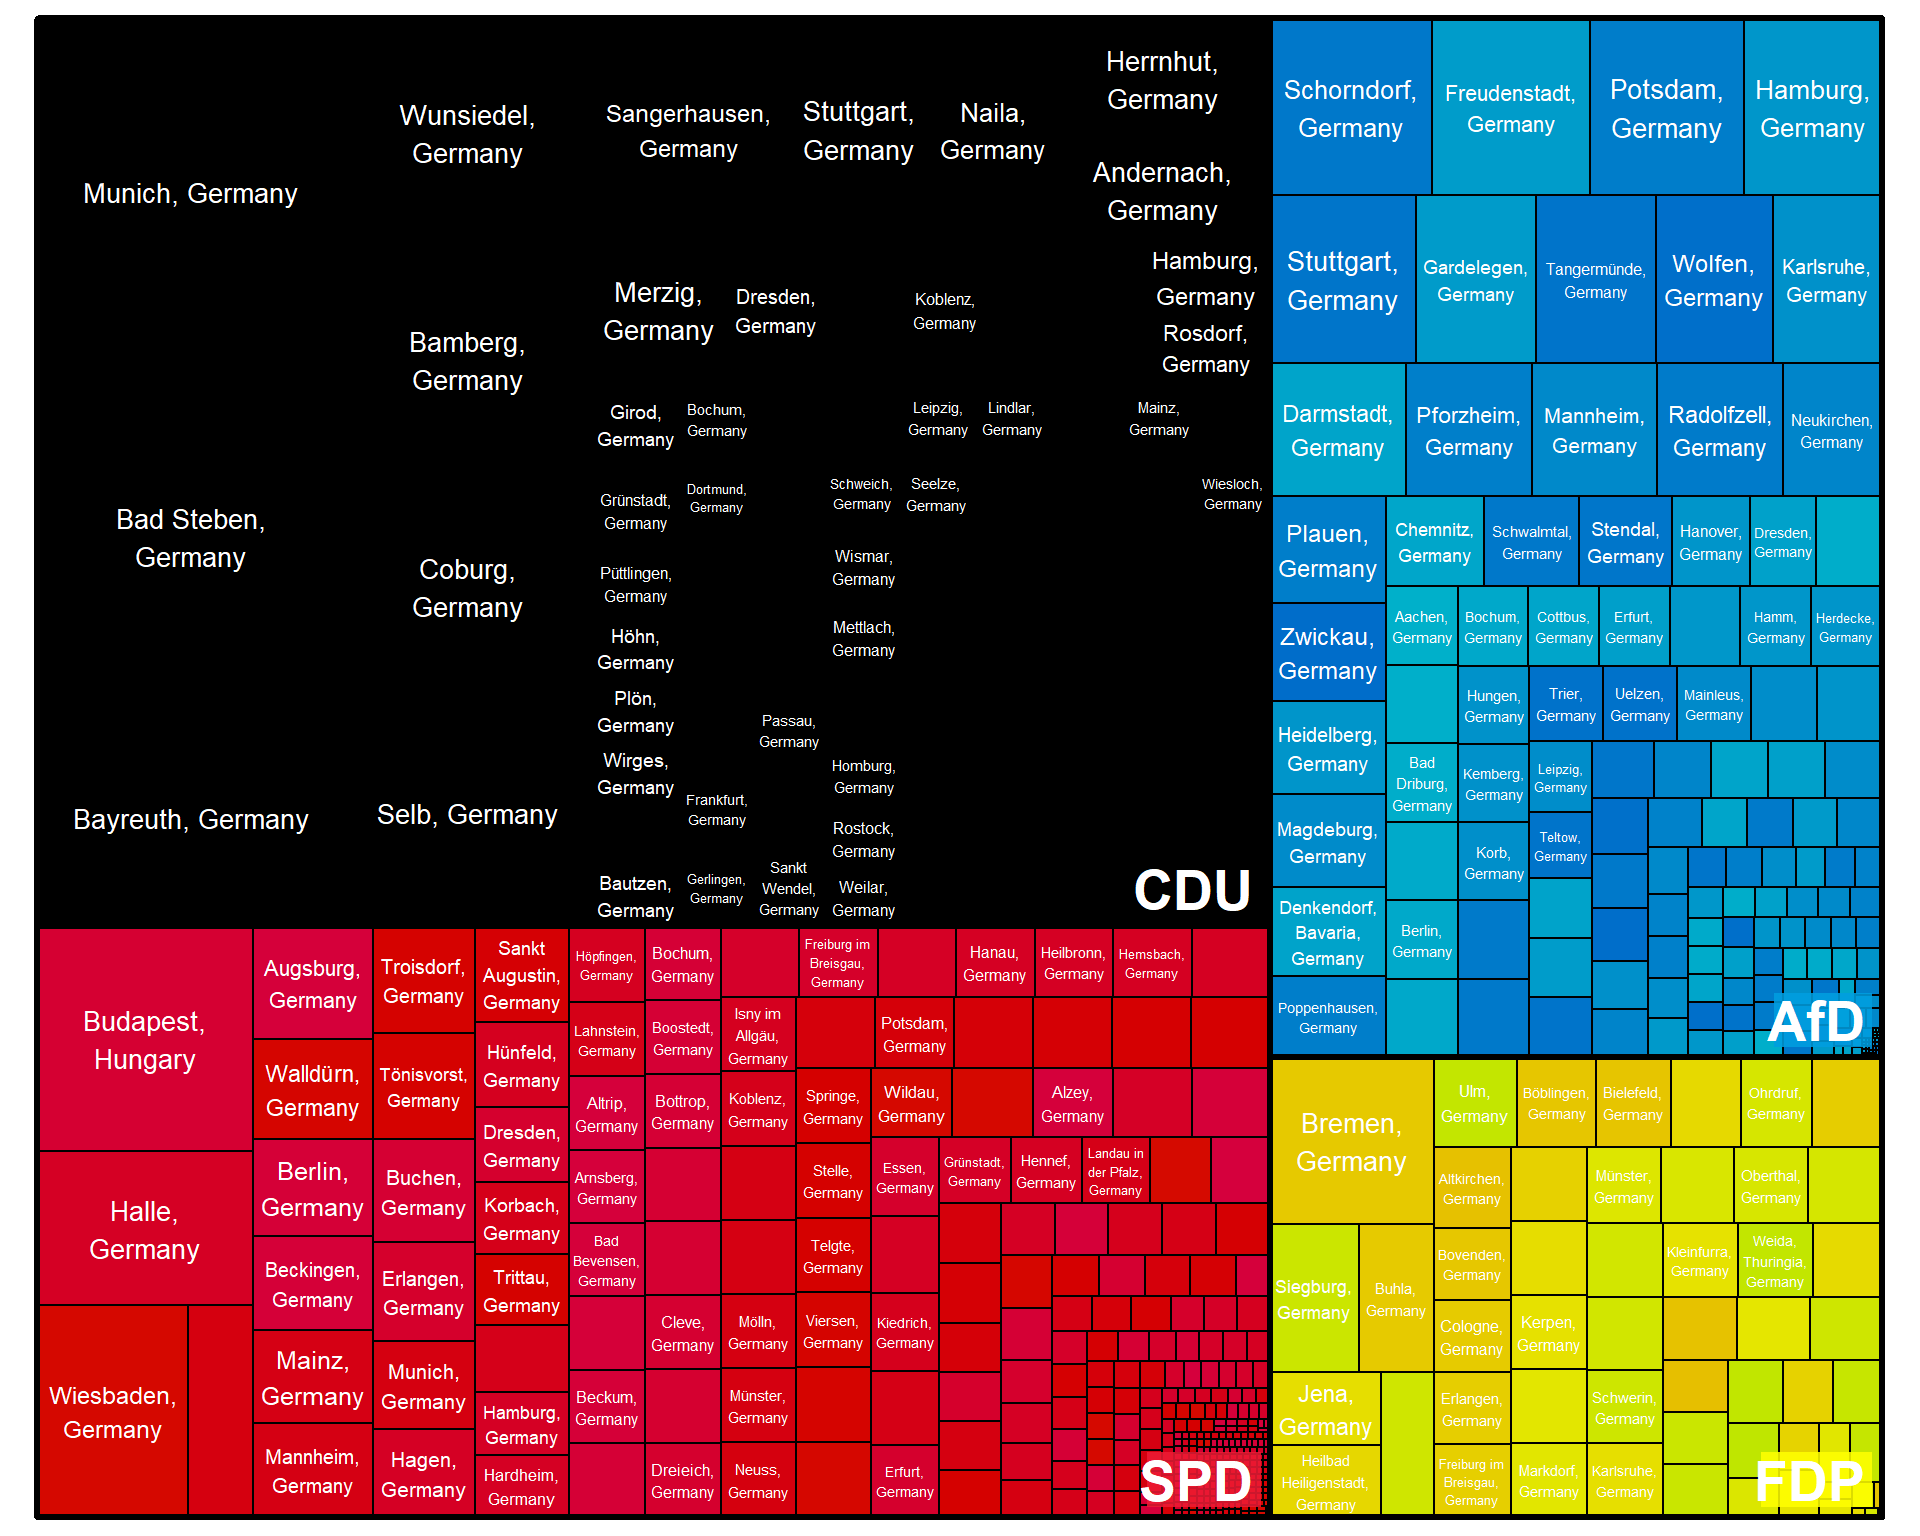 Munich, Germany
Wunsiedel,
Germany
Sangerhausen,
Germany
Stuttgart,
Germany
Naila,
Germany
Herrnhut,
Germany
Andernach,
Germany
Bad Steben,
Germany
Bamberg,
Germany
Merzig,
Germany
Dresden,
Germany
Koblenz,
Germany
Hamburg,
Germany
Rosdorf,
Germany
Girod,
Germany
Bochum,
Germany
Leipzig,
Germany
Lindlar,
Germany
Mainz,
Germany
Grünstadt,
Germany
Dortmund,
Germany
Schweich,
Germany
Seelze,
Germany
Wiesloch,
Germany
Coburg,
Germany
Püttlingen,
Germany
Wismar,
Germany
Höhn,
Germany
Mettlach,
Germany
Plön,
Germany
Passau,
Germany
Wirges,
Germany
Homburg,
Germany
Bayreuth, Germany
Selb, Germany
Frankfurt,
Germany
Rostock,
Germany
Bautzen,
Germany
Gerlingen,
Germany
Sankt
Wendel,
Germany
Weilar,
Germany
CDU
Schorndorf,
Germany
Freudenstadt,
Germany
Potsdam,
Germany
Hamburg,
Germany
Stuttgart,
Germany
Gardelegen,
Germany
Tangermünde,
Germany
Wolfen,
Germany
Karlsruhe,
Germany
Darmstadt,
Germany
Pforzheim,
Germany
Mannheim,
Germany
Radolfzell,
Germany
Neukirchen,
Germany
Plauen,
Germany
Chemnitz,
Germany
Schwalmtal,
Germany
Stendal,
Germany
Hanover,
Germany
Dresden,
Germany
Zwickau,
Germany
Aachen,
Germany
Bochum,
Germany
Cottbus,
Germany
Erfurt,
Germany
Hamm,
Germany
Herdecke,
Germany
Heidelberg,
Germany
Hungen,
Germany
Trier,
Germany
Uelzen,
Germany
Mainleus,
Germany
Bad
Driburg,
Germany
Kemberg,
Germany
Leipzig,
Germany
Magdeburg,
Germany
Korb,
Germany
Teltow,
Germany
Denkendorf,
Bavaria,
Germany
Berlin,
Germany
Poppenhausen,
Germany
AfD
Budapest,
Hungary
Halle,
Germany
Wiesbaden,
Germany
Augsburg,
Germany
Walldürn,
Germany
Berlin,
Germany
Beckingen,
Germany
Mainz,
Germany
Mannheim,
Germany
Troisdorf,
Germany
Tönisvorst,
Germany
Buchen,
Germany
Erlangen,
Germany
Munich,
Germany
Hagen,
Germany
Sankt
Augustin,
Germany
Hünfeld,
Germany
Dresden,
Germany
Korbach,
Germany
Trittau,
Germany
Hamburg,
Germany
Hardheim,
Germany
Höpfingen,
Germany
Lahnstein,
Germany
Altrip,
Germany
Arnsberg,
Germany
Bad
Bevensen,
Germany
Beckum,
Germany
Bochum,
Germany
Boostedt,
Germany
Bottrop,
Germany
Cleve,
Germany
Dreieich,
Germany
Freiburg im
Breisgau,
Germany
Hanau,
Germany
Heilbronn,
Germany
Hemsbach,
Germany
Isny im
Allgäu,
Germany
Potsdam,
Germany
Koblenz,
Germany
Springe,
Germany
Wildau,
Germany
Alzey,
Germany
Stelle,
Germany
Essen,
Germany
Grünstadt,
Germany
Hennef,
Germany
Landau in
der Pfalz,
Germany
Telgte,
Germany
Mölln,
Germany
Viersen,
Germany
Kiedrich,
Germany
Münster,
Germany
Neuss,
Germany
Erfurt,
Germany
SPD
Bremen,
Germany
Ulm,
Germany
Böblingen,
Germany
Bielefeld,
Germany
Ohrdruf,
Germany
Altkirchen,
Germany
Münster,
Germany
Oberthal,
Germany
Siegburg,
Germany
Buhla,
Germany
Bovenden,
Germany
Kleinfurra,
Germany
Weida,
Thuringia,
Germany
Cologne,
Germany
Kerpen,
Germany
Jena,
Germany
Erlangen,
Germany
Schwerin,
Germany
Heilbad
Heiligenstadt,
Germany
Freiburg im
Breisgau,
Germany
Markdorf,
Germany
Karlsruhe,
Germany
FDP